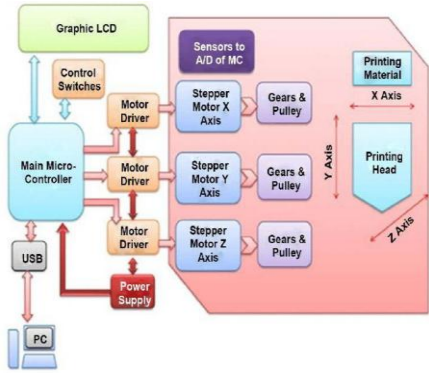 Graphic LCD
Control
Switches
Sensors to
A/D of MC
Printing
Material
X Axis
Motor
Driver
Stepper
Motor X
Axis
Gears &
Pulley
Main Micro-
Controller
Motor
Driver
Stepper
Motor Y
Axis
Gears &
Pulley
Y Axis
Printing
Head
Motor
Driver
Stepper
Motor Z
Axis
Gears &
Pulley
Z Axis
USB
Power
Supply
PC